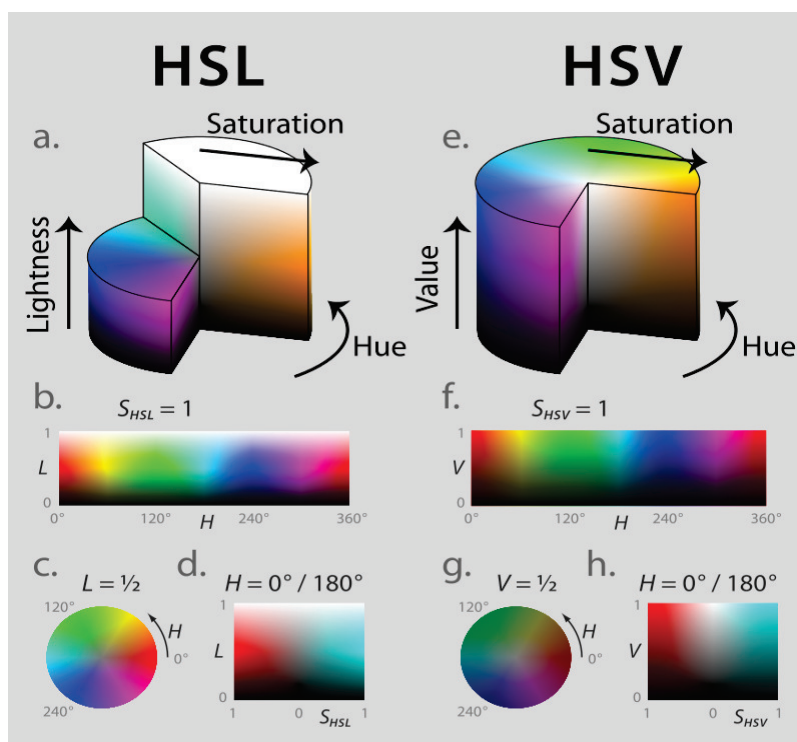 HSL HSV
a. Saturation e. Saturation
Lightness Value
Hue Hue
b. S_HSL = 1 f. S_HSV = 1
1 1
L V
0 0
0° 120° 240° 360° 0° 120° 240° 360°
H H
c. L = ½ d. H = 0° / 180° g. V = ½ h. H = 0° / 180°
120° H 1 120° H 1
0° L 0° V
240° 0 240° 0
1 0 S_HSL 1 1 0 S_HSV 1